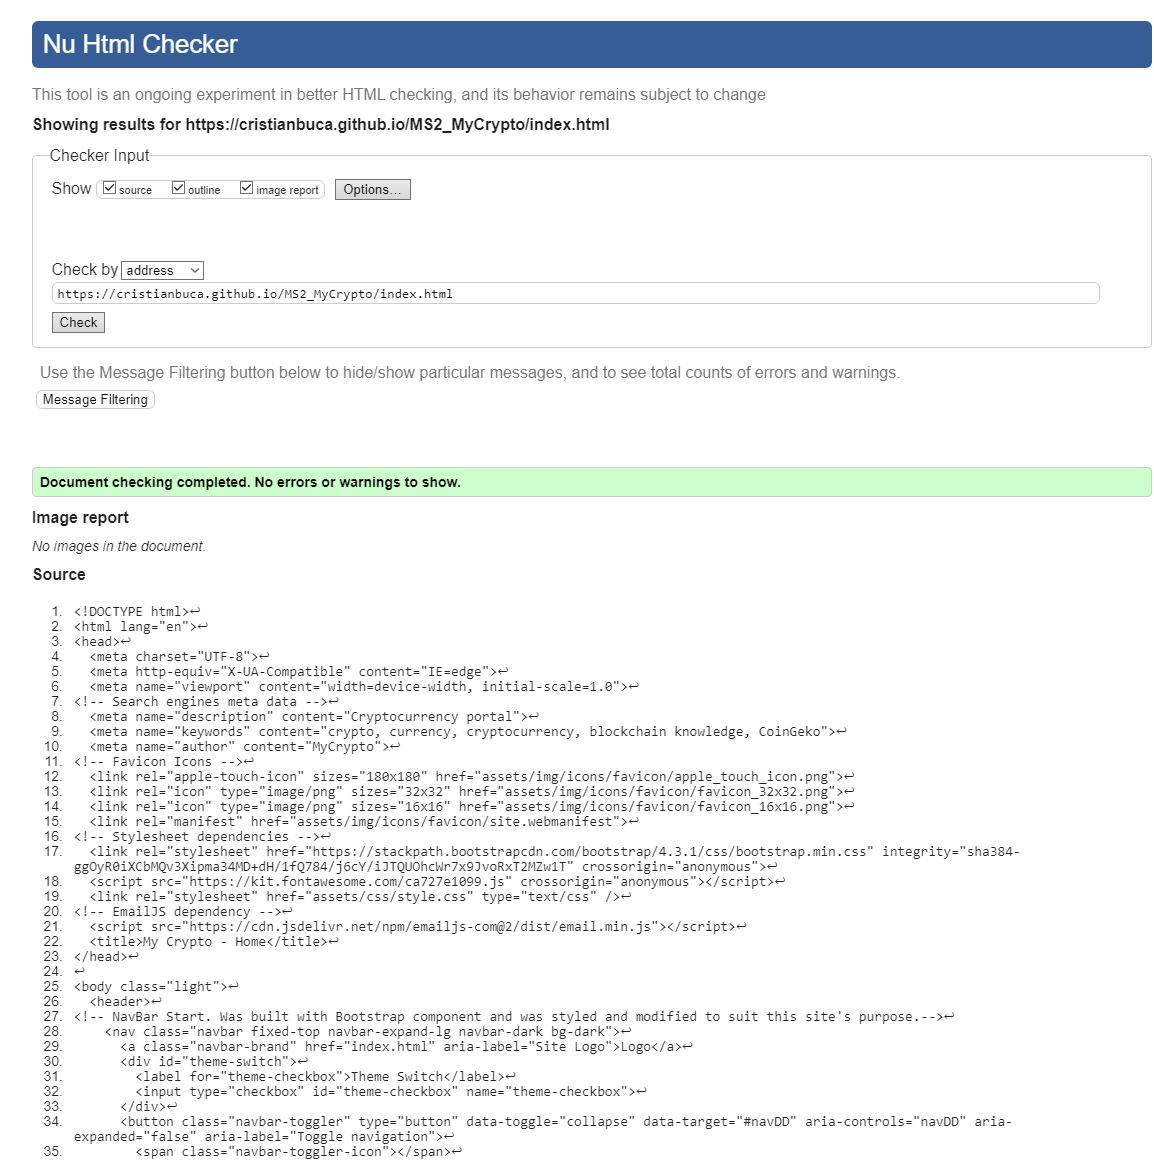 Nu Html Checker
This tool is an ongoing experiment in better HTML checking, and its behavior remains subject to change
Showing results for https://cristianbuca.github.io/MS2_MyCrypto/index.html
Checker Input
Show source outline image report Options...
Check by address
https://cristianbuca.github.io/MS2_MyCrypto/index.html
Check
Use the Message Filtering button below to hide/show particular messages, and to see total counts of errors and warnings.
Message Filtering
Document checking completed. No errors or warnings to show.
Image report
No images in the document.
Source
1. <!DOCTYPE html>↩
2. <html lang="en">↩
3. <head>↩
4. <meta charset="UTF-8">↩
5. <meta http-equiv="X-UA-Compatible" content="IE=edge">↩
6. <meta name="viewport" content="width=device-width, initial-scale=1.0">↩
7. <!-- Search engines meta data -->↩
8. <meta name="description" content="Cryptocurrency portal">↩
9. <meta name="keywords" content="crypto, currency, cryptocurrency, blockchain knowledge, CoinGeko">↩
10. <meta name="author" content="MyCrypto">↩
11. <!-- Favicon Icons -->↩
12. <link rel="apple-touch-icon" sizes="180x180" href="assets/img/icons/favicon/apple_touch_icon.png">↩
13. <link rel="icon" type="image/png" sizes="32x32" href="assets/img/icons/favicon/favicon_32x32.png">↩
14. <link rel="icon" type="image/png" sizes="16x16" href="assets/img/icons/favicon/favicon_16x16.png">↩
15. <link rel="manifest" href="assets/img/icons/favicon/site.webmanifest">↩
16. <!-- Stylesheet dependencies -->↩
17. <link rel="stylesheet" href="https://stackpath.bootstrapcdn.com/bootstrap/4.3.1/css/bootstrap.min.css" integrity="sha384-
ggOyR0iXCbMQv3Xipma34MD+dH/1fQ784/j6cY/iJTQUOhcWr7x9JvoRxT2MZw1T" crossorigin="anonymous">↩
18. <script src="https://kit.fontawesome.com/ca727e1099.js" crossorigin="anonymous"></script>↩
19. <link rel="stylesheet" href="assets/css/style.css" type="text/css" />↩
20. <!-- EmailJS dependency -->↩
21. <script src="https://cdn.jsdelivr.net/npm/emailjs-com@2/dist/email.min.js"></script>↩
22. <title>My Crypto - Home</title>↩
23. </head>↩
24. ↩
25. <body class="light">↩
26. <header>↩
27. <!-- NavBar Start. Was built with Bootstrap component and was styled and modified to suit this site's purpose.-->↩
28. <nav class="navbar fixed-top navbar-expand-lg navbar-dark bg-dark">↩
29. <a class="navbar-brand" href="index.html" aria-label="Site Logo">Logo</a>↩
30. <div id="theme-switch">↩
31. <label for="theme-checkbox">Theme Switch</label>↩
32. <input type="checkbox" id="theme-checkbox" name="theme-checkbox">↩
33. </div>↩
34. <button class="navbar-toggler" type="button" data-toggle="collapse" data-target="#navDD" aria-controls="navDD" aria-
expanded="false" aria-label="Toggle navigation">↩
35. <span class="navbar-toggler-icon"></span>↩